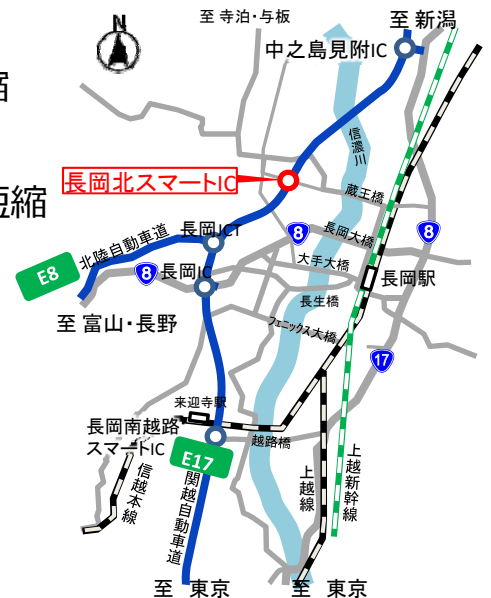 N
至 寺泊・与板
至 新潟
中之島見附IC
縮
信濃川
長岡北スマートIC
短縮
蔵王橋
長岡JCT
8
長岡大橋
8
北陸自動車道
E8
8
長岡IC
大手大橋
長岡駅
長生橋
至 富山・長野
フェニックス大橋
17
来迎寺駅
長岡南越路
スマートIC
越路橋
E17
信越本線
関越自動車道
上越線
上越新幹線
至 東京
至 東京